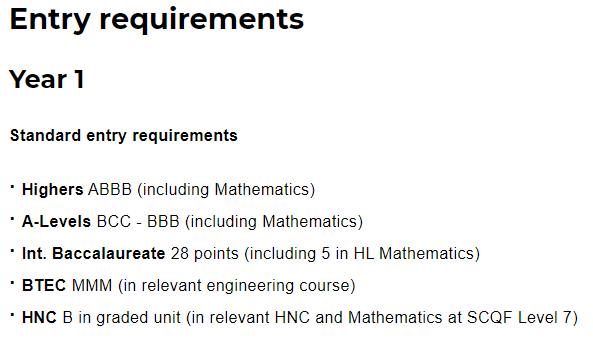 Entry requirements
Year 1
Standard entry requirements
· Highers ABBB (including Mathematics)
· A-Levels BCC - BBB (including Mathematics)
· Int. Baccalaureate 28 points (including 5 in HL Mathematics)
· BTEC MMM (in relevant engineering course)
· HNC B in graded unit (in relevant HNC and Mathematics at SCQF Level 7)